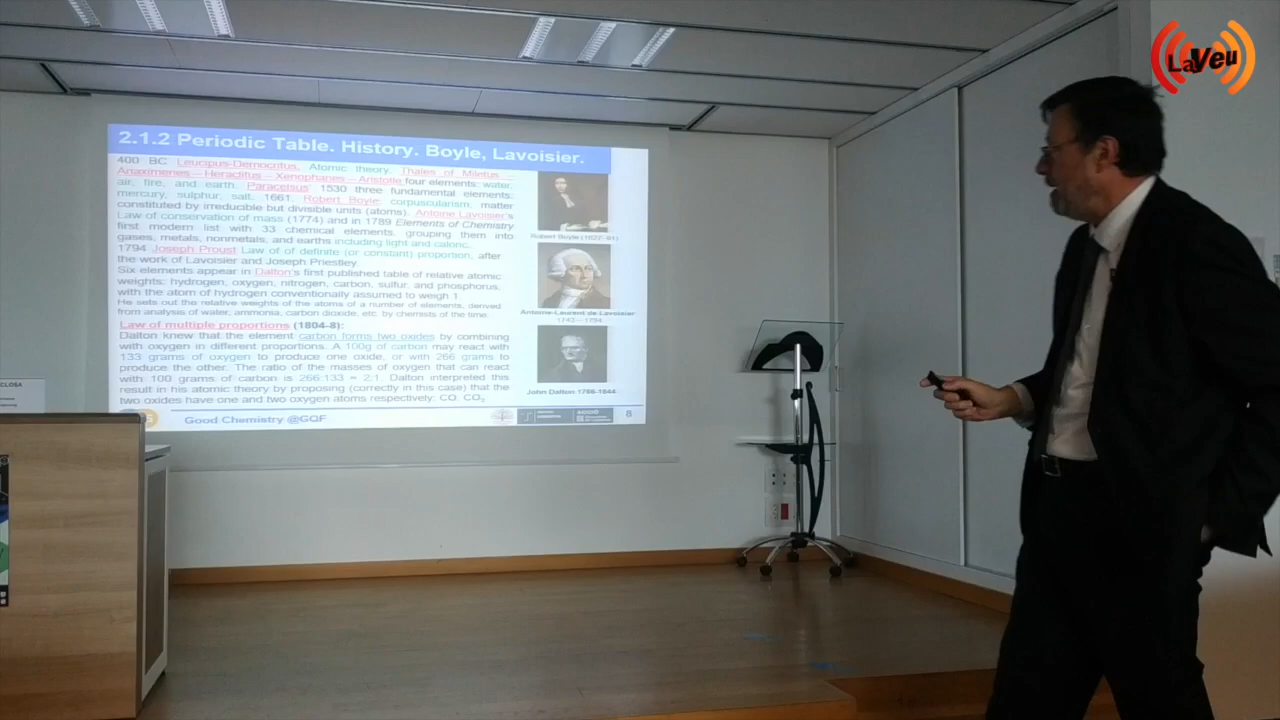 LaVeu
2.1.2 Periodic Table. History. Boyle, Lavoisier.
400 BC Leucipus-Democritus, Atomic theory, Thales of Miletus –
Anaximenes – Heraclitus – Xenophanes – Aristotle four elements: water,
air, fire, and earth. Paracelsus' 1530 three fundamental elements:
mercury, sulphur, salt; 1661, Robert Boyle: corpuscularism, matter
constituted by irreducible but divisible units (atoms). Antoine Lavoisier's
Law of conservation of mass (1774) and in 1789 Elements of Chemistry
first modern list with 33 chemical elements, grouping them into
gases, metals, nonmetals, and earths including light and caloric.
1794 Joseph Proust Law of of definite (or constant) proportion, after
the work of Lavoisier and Joseph Priestley
Six elements appear in Dalton's first published table of relative atomic
weights: hydrogen, oxygen, nitrogen, carbon, sulfur, and phosphorus,
with the atom of hydrogen conventionally assumed to weigh 1.
He sets out the relative weights of the atoms of a number of elements, derived
from analysis of water, ammonia, carbon dioxide, etc. by chemists of the time.
Law of multiple proportions (1804-8):
Dalton knew that the element carbon forms two oxides by combining
with oxygen in different proportions. A 100g of carbon may react with
133 grams of oxygen to produce one oxide, or with 266 grams to
produce the other. The ratio of the masses of oxygen that can react
with 100 grams of carbon is 266:133 = 2:1. Dalton interpreted this
result in his atomic theory by proposing (correctly in this case) that the
two oxides have one and two oxygen atoms respectively: CO, CO₂
Robert Boyle (1627-91)
Antoine-Laurent de Lavoisier
1743 – 1794
John Dalton 1766-1844
Good Chemistry @GQF
8
CLOSA